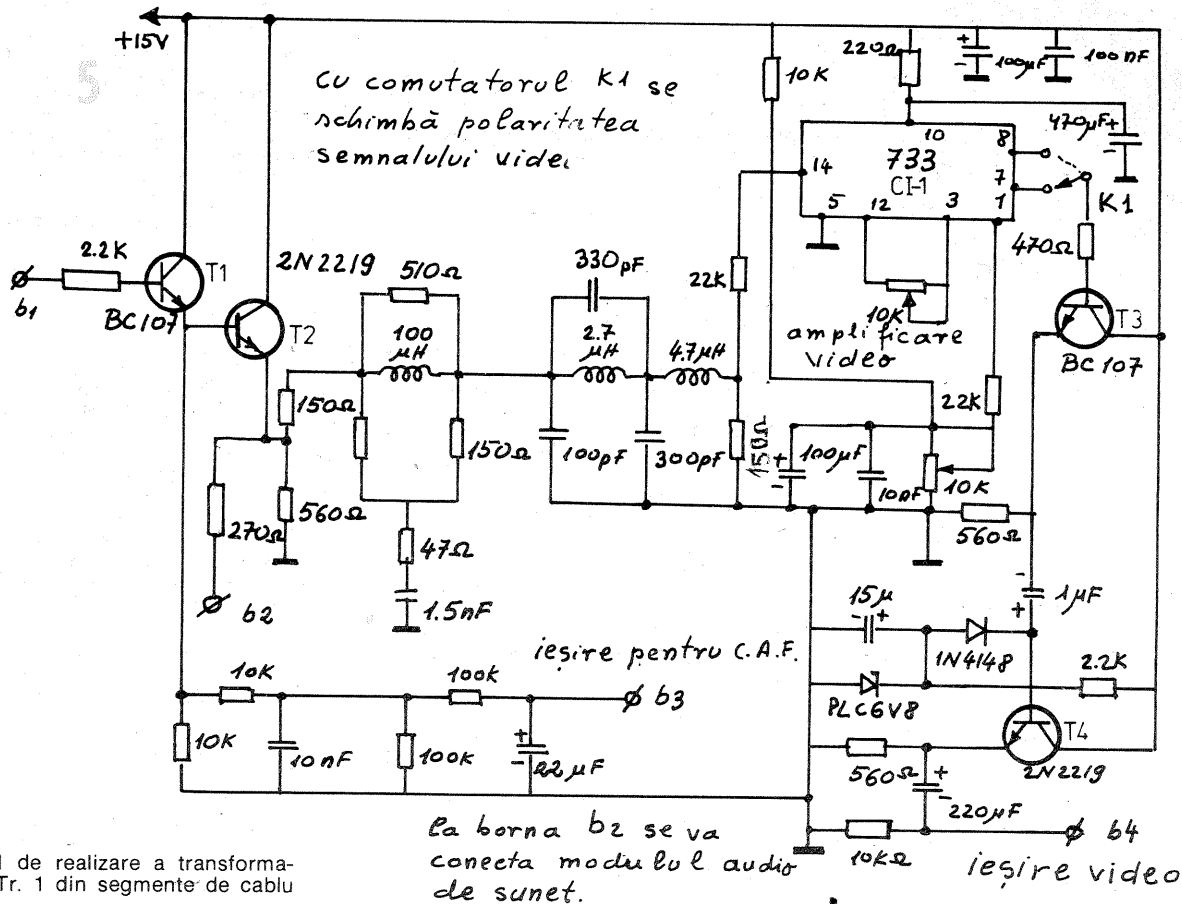 5
+15V
cu comutatorul K1 se
schimbă polaritatea
semnalului
10K
220Ω
+
-
100µF
100nF
470µF+
-
10
8
733
CI-1
7
14
5
12
3
1
K1
2.2K
T1
b1
BC107
2N2219
T2
510Ω
100
µH
330pF
2.7
µH
4.7µH
22K
10K
amplificare
video
470Ω
T3
BC107
22K
150Ω
150Ω
100pF
300pF
150Ω
+
-
100µF
10nF
10K
560Ω
270Ω
560Ω
47Ω
1.5nF
b2
-
+
1µF
15µ
-
+
1N4148
2.2K
PLC6V8
T4
2N2219
ieșire pentru C.A.F.
10K
100K
b3
10K
10nF
100K
+
-
22µF
560Ω
+
-
220µF
10KΩ
b4
ieșire video
la borna b2 se va
conecta modulul audio
de sunet.
de realizare a transforma-
Tr. 1 din segmente de cablu